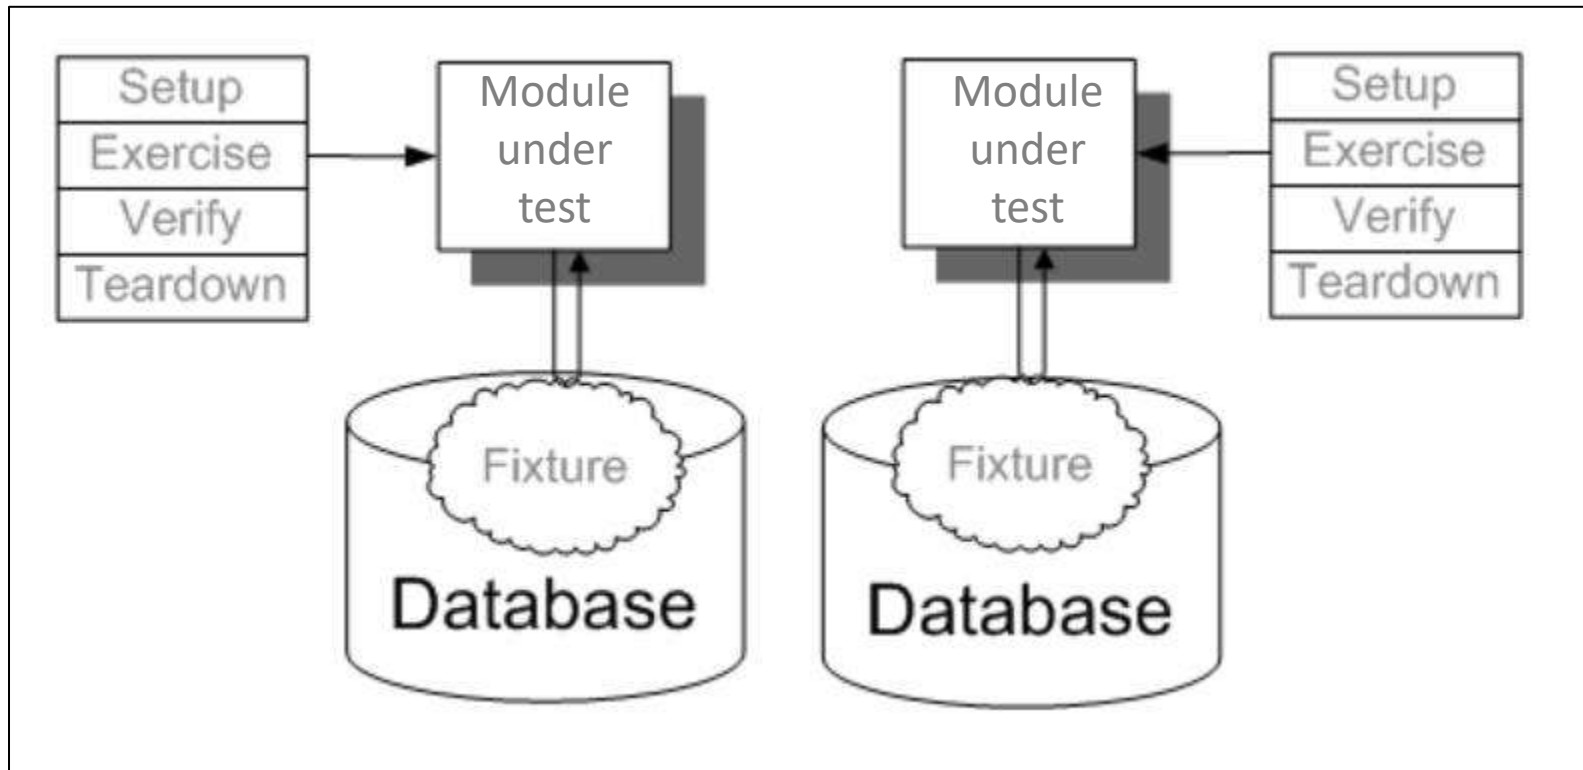 Setup
Exercise
Verify
Teardown
Module
under
test
Module
under
test
Setup
Exercise
Verify
Teardown
Fixture
Database
Fixture
Database